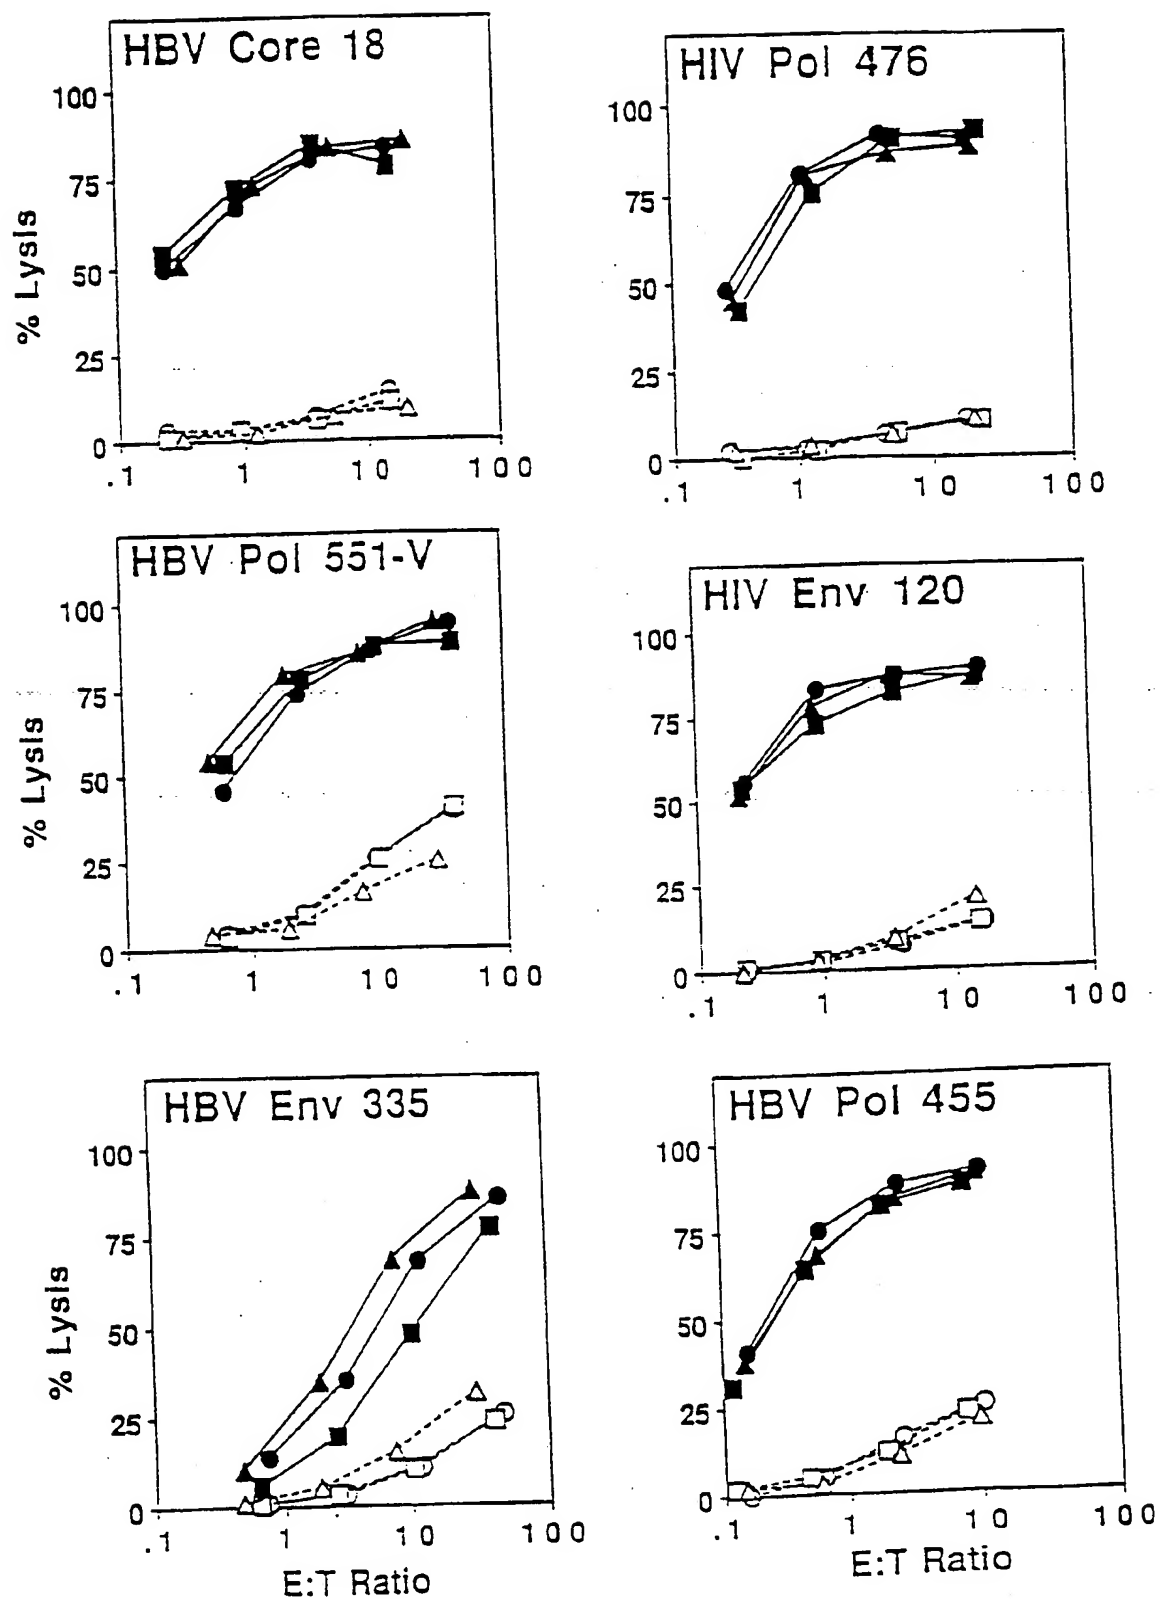 HBV Core 18
100
75
50
25
0
.1 1 10 100
% Lysis
HIV Pol 476
100
75
50
25
0
.1 1 10 100
HBV Pol 551-V
100
75
50
25
0
.1 1 10 100
% Lysis
HIV Env 120
100
75
50
25
0
.1 1 10 100
HBV Env 335
100
75
50
25
0
.1 1 10 100
% Lysis
E:T Ratio
HBV Pol 455
100
75
50
25
0
.1 1 10 100
E:T Ratio